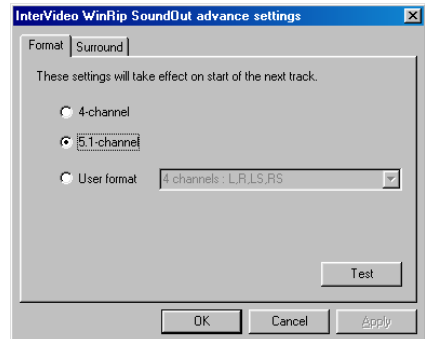 InterVideo WinRip SoundOut advance settings
Format Surround
These settings will take effect on start of the next track.
4-channel
5.1-channel
User format 4 channels : L,R,LS,RS
Test
OK Cancel Apply